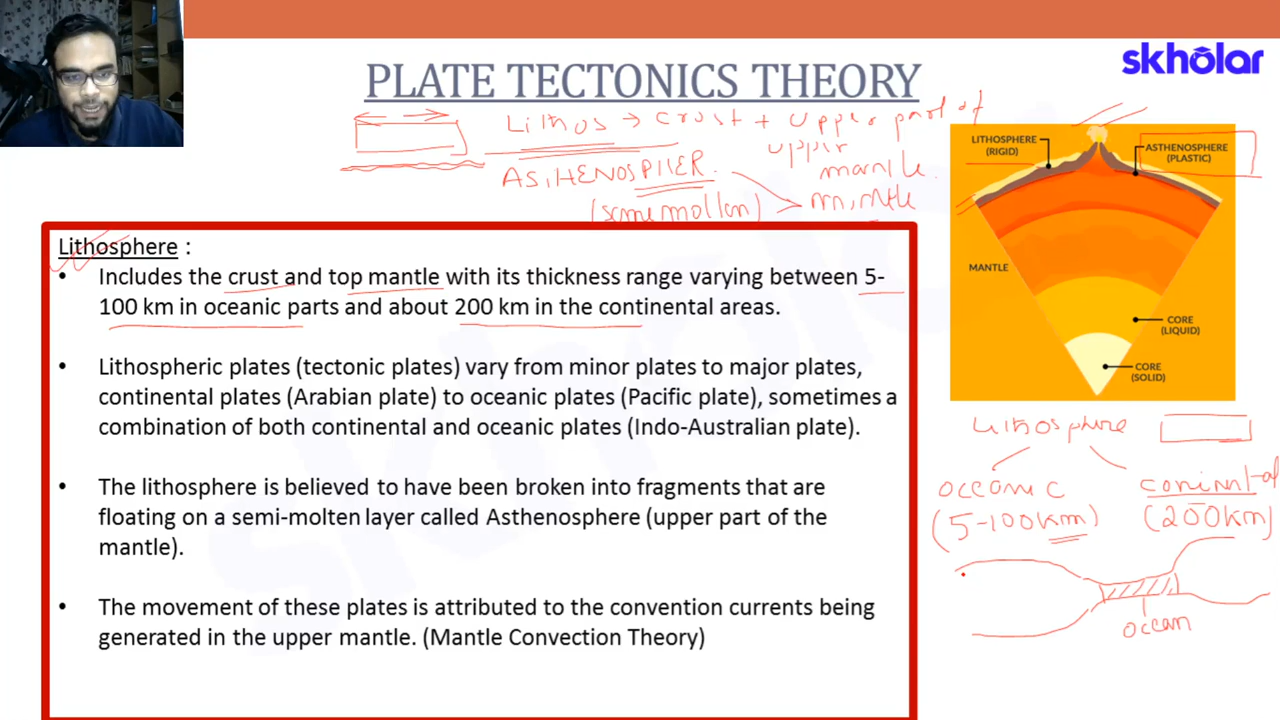 skholar
PLATE TECTONICS THEORY
Lithos → crust + upper part of
upper
mantle.
ASTHENOSPHER.
(semi mollen)
mantle
LITHOSPHERE
(RIGID)
ASTHENOSPHERE
(PLASTIC)
MANTLE
CORE
(LIQUID)
CORE
(SOLID)
Lithosphere :
• Includes the crust and top mantle with its thickness range varying between 5-
100 km in oceanic parts and about 200 km in the continental areas.
• Lithospheric plates (tectonic plates) vary from minor plates to major plates,
continental plates (Arabian plate) to oceanic plates (Pacific plate), sometimes a
combination of both continental and oceanic plates (Indo-Australian plate).
• The lithosphere is believed to have been broken into fragments that are
floating on a semi-molten layer called Asthenosphere (upper part of the
mantle).
• The movement of these plates is attributed to the convention currents being
generated in the upper mantle. (Mantle Convection Theory)
Lithosphere
oceanic
(5-100km)
(200km)
ocean